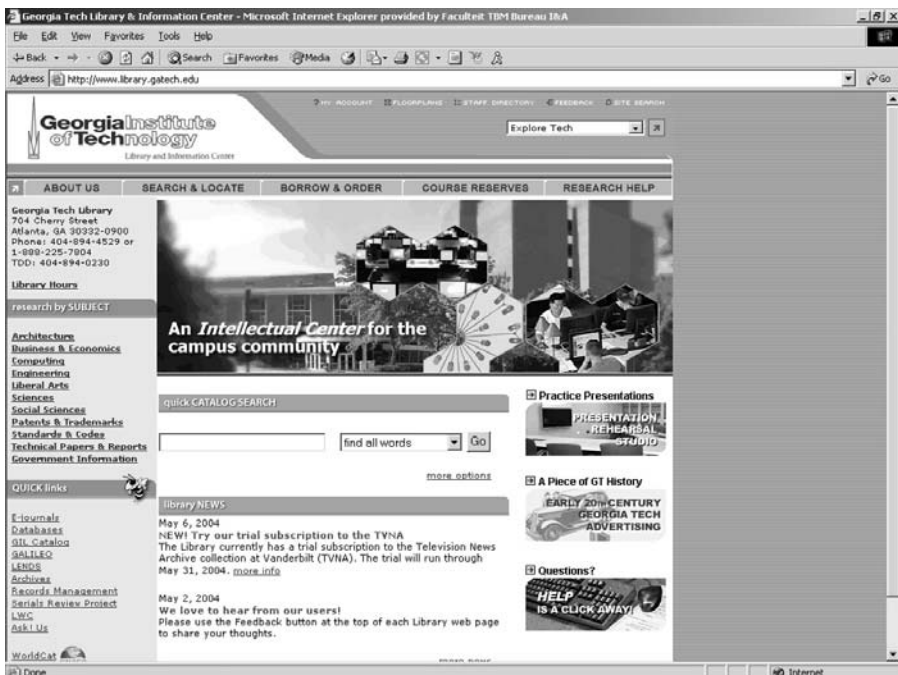 Georgia Tech Library & Information Center - Microsoft Internet Explorer provided by Faculteit TBM Bureau I&A
File Edit View Favorites Tools Help
Back Search Favorites Media
Address http://www.library.gatech.edu Go
? MY ACCOUNT FLOORPLANS STAFF DIRECTORY FEEDBACK SITE SEARCH
Georgia Institute
of Technology
Library and Information Center
Explore Tech
ABOUT US SEARCH & LOCATE BORROW & ORDER COURSE RESERVES RESEARCH HELP
Georgia Tech Library
704 Cherry Street
Atlanta, GA 30332-0900
Phone: 404-894-4529 or
1-888-225-7804
TDD: 404-894-0230
Library Hours
research by SUBJECT
Architecture
Business & Economics
Computing
Engineering
Liberal Arts
Sciences
Social Sciences
Patents & Trademarks
Standards & Codes
Technical Papers & Reports
Government Information
QUICK links
E-journals
Databases
GIL Catalog
GALILEO
LENDS
Archives
Records Management
Serials Review Project
LWC
Ask! Us
WorldCat
An Intellectual Center for the
campus community
quick CATALOG SEARCH
find all words Go
more options
library NEWS
May 6, 2004
NEW! Try our trial subscription to the TVNA
The Library currently has a trial subscription to the Television News
Archive collection at Vanderbilt (TVNA). The trial will run through
May 31, 2004. more info
May 2, 2004
We love to hear from our users!
Please use the Feedback button at the top of each Library web page
to share your thoughts.
Practice Presentations
PRESENTATION
REHEARSAL
STUDIO
A Piece of GT History
EARLY 20TH CENTURY
GEORGIA TECH
ADVERTISING
Questions?
HELP
IS A CLICK AWAY!
Done Internet